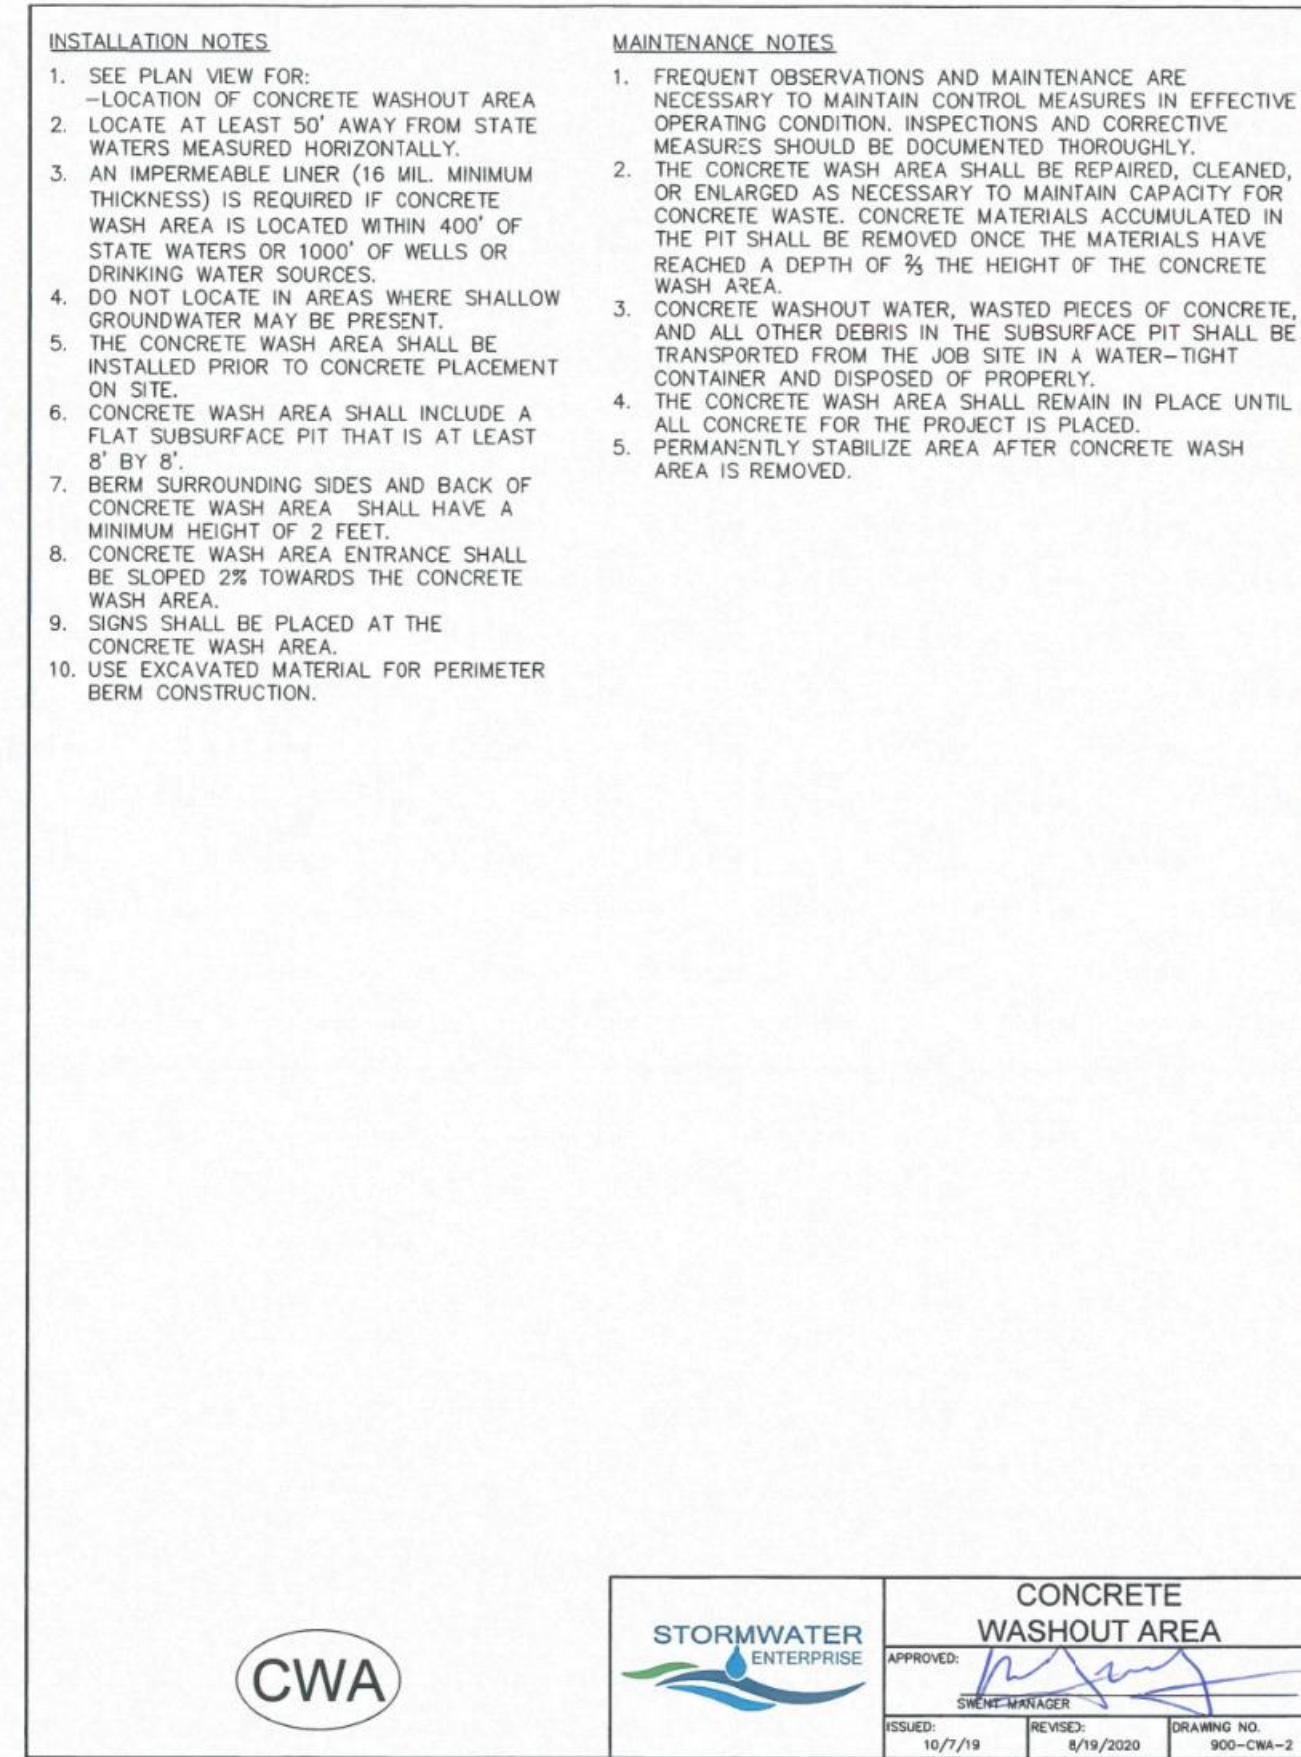 INSTALLATION NOTES
1. SEE PLAN VIEW FOR:
-LOCATION OF CONCRETE WASHOUT AREA
2. LOCATE AT LEAST 50' AWAY FROM STATE
WATERS MEASURED HORIZONTALLY.
3. AN IMPERMEABLE LINER (16 MIL. MINIMUM
THICKNESS) IS REQUIRED IF CONCRETE
WASH AREA IS LOCATED WITHIN 400' OF
STATE WATERS OR 1000' OF WELLS OR
DRINKING WATER SOURCES.
4. DO NOT LOCATE IN AREAS WHERE SHALLOW
GROUNDWATER MAY BE PRESENT.
5. THE CONCRETE WASH AREA SHALL BE
INSTALLED PRIOR TO CONCRETE PLACEMENT
ON SITE.
6. CONCRETE WASH AREA SHALL INCLUDE A
FLAT SUBSURFACE PIT THAT IS AT LEAST
8' BY 8'.
7. BERM SURROUNDING SIDES AND BACK OF
CONCRETE WASH AREA SHALL HAVE A
MINIMUM HEIGHT OF 2 FEET.
8. CONCRETE WASH AREA ENTRANCE SHALL
BE SLOPED 2% TOWARDS THE CONCRETE
WASH AREA.
9. SIGNS SHALL BE PLACED AT THE
CONCRETE WASH AREA.
10. USE EXCAVATED MATERIAL FOR PERIMETER
BERM CONSTRUCTION.
MAINTENANCE NOTES
1. FREQUENT OBSERVATIONS AND MAINTENANCE ARE
NECESSARY TO MAINTAIN CONTROL MEASURES IN EFFECTIVE
OPERATING CONDITION. INSPECTIONS AND CORRECTIVE
MEASURES SHOULD BE DOCUMENTED THOROUGHLY.
2. THE CONCRETE WASH AREA SHALL BE REPAIRED, CLEANED,
OR ENLARGED AS NECESSARY TO MAINTAIN CAPACITY FOR
CONCRETE WASTE. CONCRETE MATERIALS ACCUMULATED IN
THE PIT SHALL BE REMOVED ONCE THE MATERIALS HAVE
REACHED A DEPTH OF ⅔ THE HEIGHT OF THE CONCRETE
WASH AREA.
3. CONCRETE WASHOUT WATER, WASTED PIECES OF CONCRETE,
AND ALL OTHER DEBRIS IN THE SUBSURFACE PIT SHALL BE
TRANSPORTED FROM THE JOB SITE IN A WATER-TIGHT
CONTAINER AND DISPOSED OF PROPERLY.
4. THE CONCRETE WASH AREA SHALL REMAIN IN PLACE UNTIL
ALL CONCRETE FOR THE PROJECT IS PLACED.
5. PERMANENTLY STABILIZE AREA AFTER CONCRETE WASH
AREA IS REMOVED.
CWA
STORMWATER
ENTERPRISE
CONCRETE
WASHOUT AREA
APPROVED:
SWENT MANAGER
ISSUED:
10/7/19
REVISED:
8/19/2020
DRAWING NO.
900-CWA-2